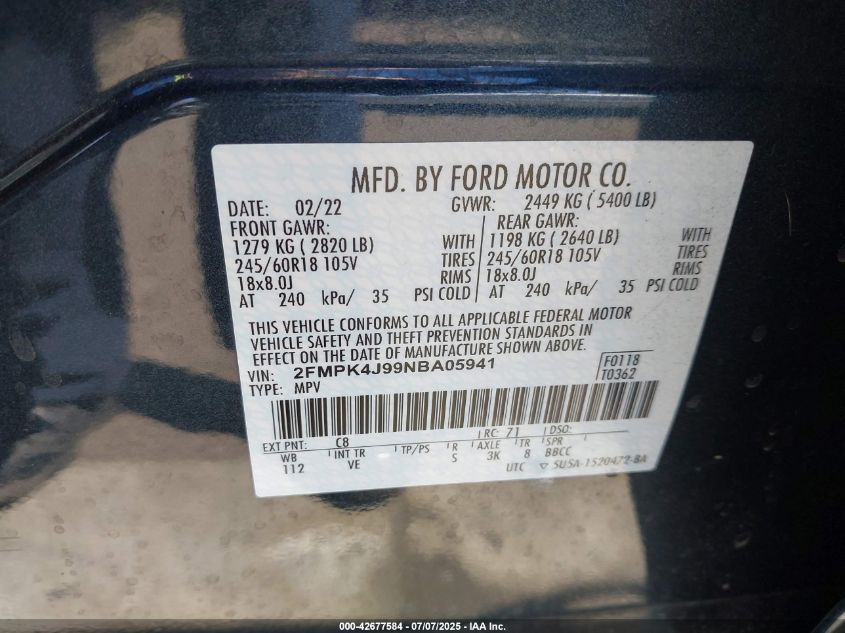 MFD. BY FORD MOTOR CO.
DATE: 02/22 GVWR: 2449 KG ( 5400 LB)
FRONT GAWR: REAR GAWR:
1279 KG ( 2820 LB) WITH 1198 KG ( 2640 LB) WITH
245/60R18 105V TIRES 245/60R18 105V TIRES
18x8.0J RIMS 18x8.0J RIMS
AT 240 kPa/ 35 PSI COLD AT 240 kPa/ 35 PSI COLD
THIS VEHICLE CONFORMS TO ALL APPLICABLE FEDERAL MOTOR
VEHICLE SAFETY AND THEFT PREVENTION STANDARDS IN
EFFECT ON THE DATE OF MANUFACTURE SHOWN ABOVE.
VIN: 2FMPK4J99NBA05941 F0118
TYPE: MPV T0362
EXT PNT: C8 RC: 71 DSO:
WB INT TR TP/PS R AXLE TR SPR
112 VE S 3K 8 BBCC
UTC 5U5A-1520472-BA
000-42677584 / 07/07/2025 - IAA Inc.